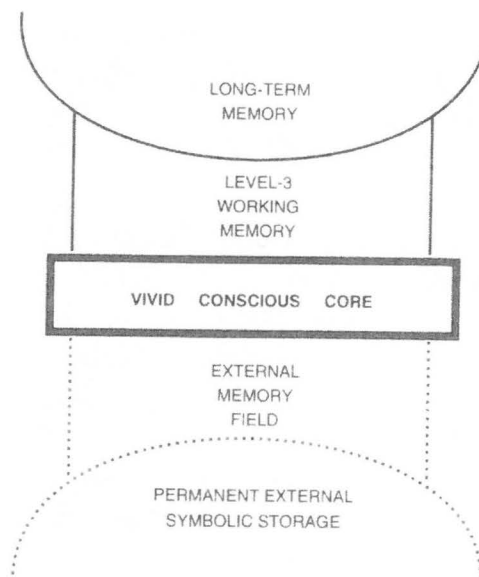 LONG-TERM
MEMORY
LEVEL-3
WORKING
MEMORY
VIVID CONSCIOUS CORE
EXTERNAL
MEMORY
FIELD
PERMANENT EXTERNAL
SYMBOLIC STORAGE